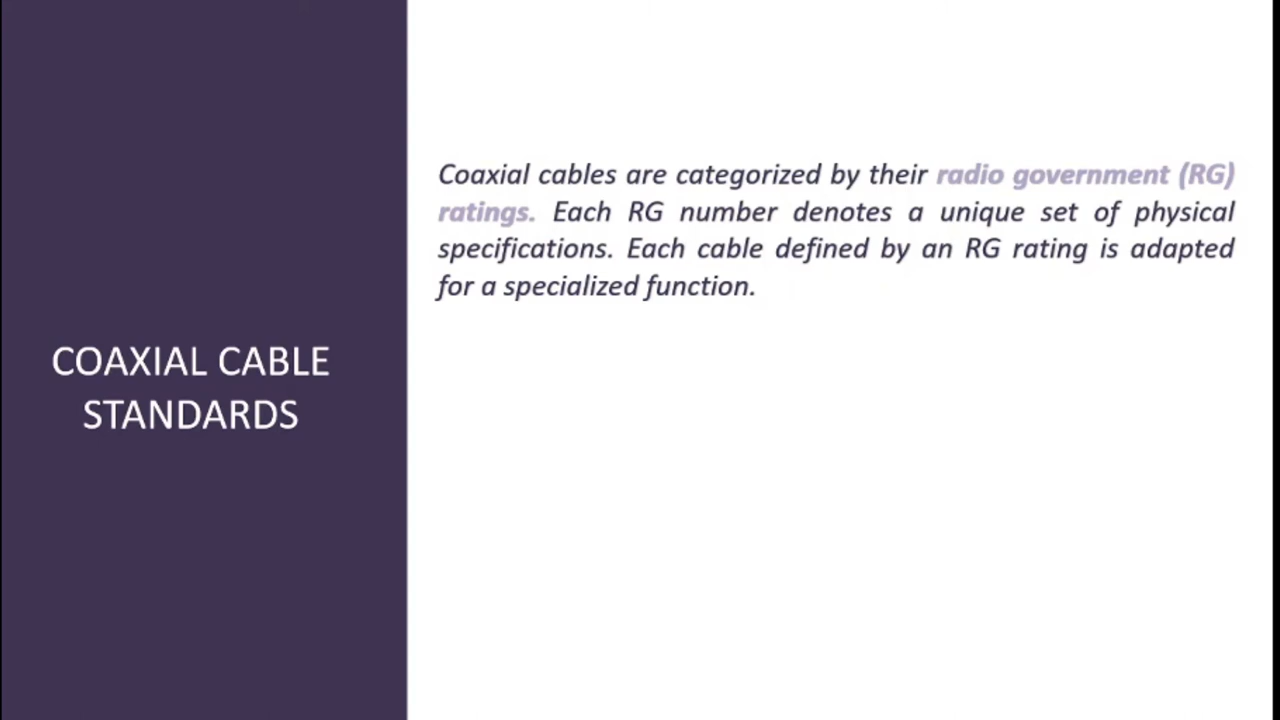 COAXIAL CABLE
STANDARDS
Coaxial cables are categorized by their radio government (RG)
ratings. Each RG number denotes a unique set of physical
specifications. Each cable defined by an RG rating is adapted
for a specialized function.